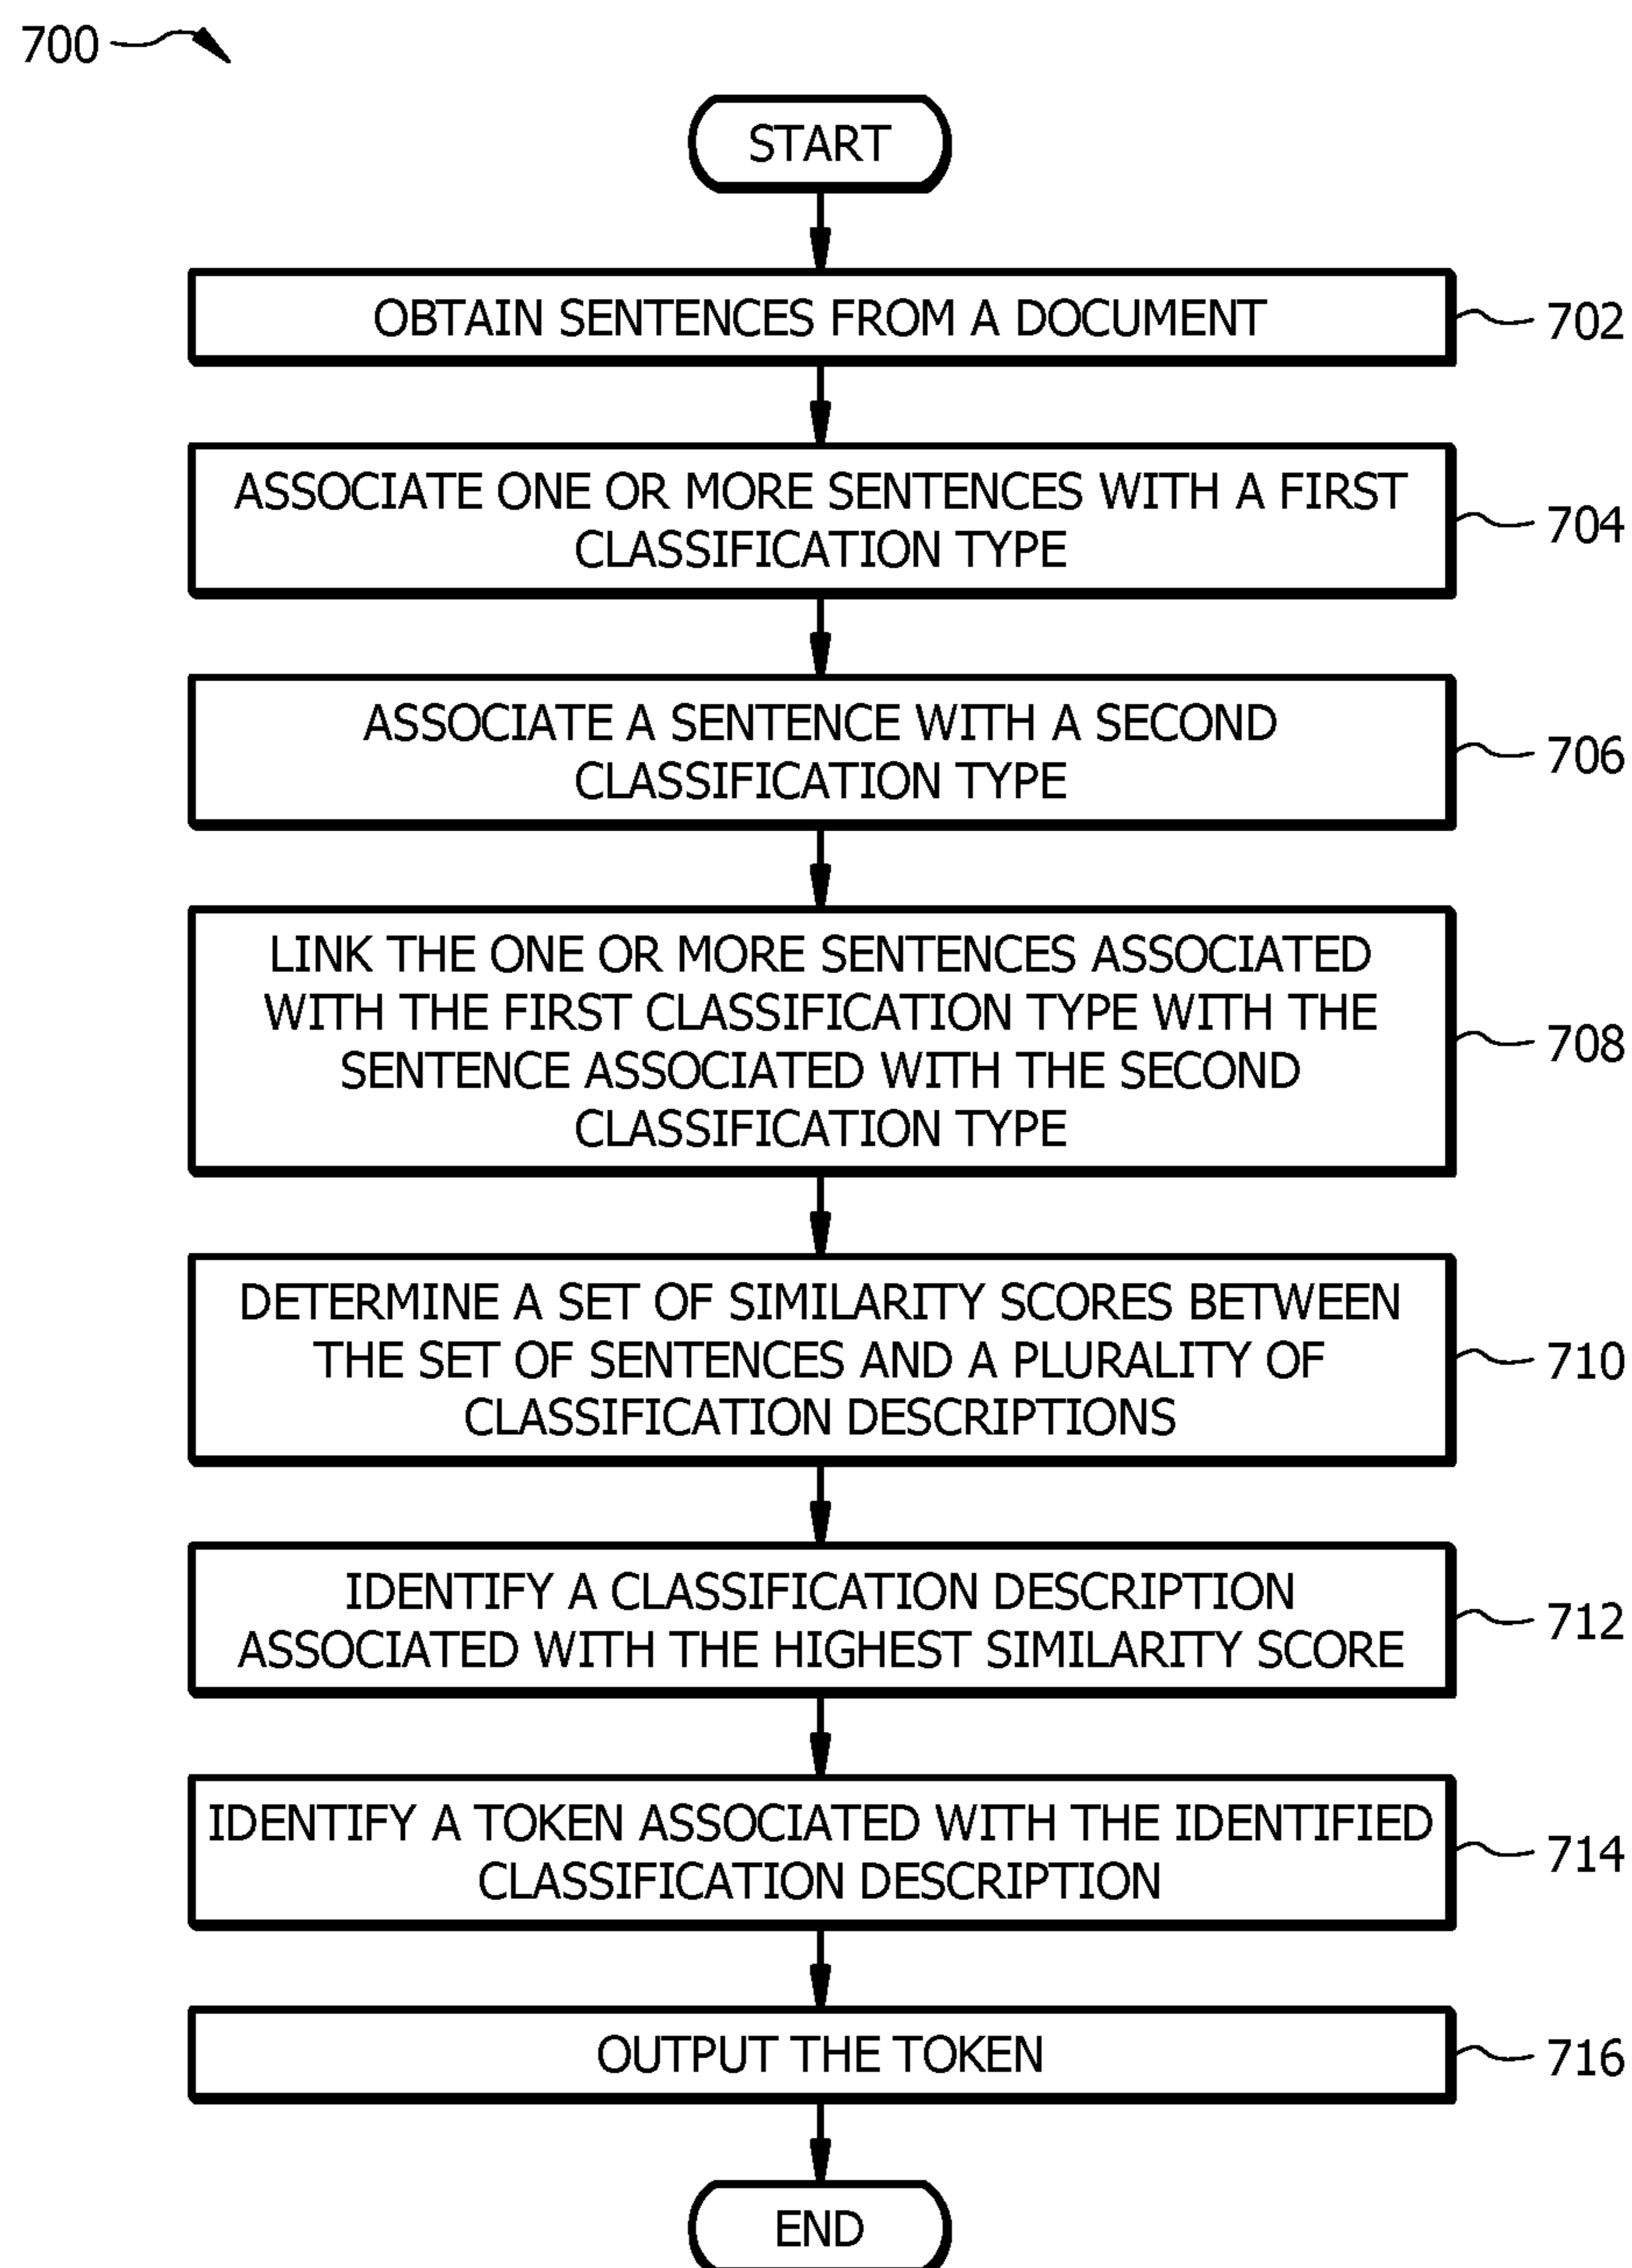 700
START
OBTAIN SENTENCES FROM A DOCUMENT
702
ASSOCIATE ONE OR MORE SENTENCES WITH A FIRST
CLASSIFICATION TYPE
704
ASSOCIATE A SENTENCE WITH A SECOND
CLASSIFICATION TYPE
706
LINK THE ONE OR MORE SENTENCES ASSOCIATED
WITH THE FIRST CLASSIFICATION TYPE WITH THE
SENTENCE ASSOCIATED WITH THE SECOND
CLASSIFICATION TYPE
708
DETERMINE A SET OF SIMILARITY SCORES BETWEEN
THE SET OF SENTENCES AND A PLURALITY OF
CLASSIFICATION DESCRIPTIONS
710
IDENTIFY A CLASSIFICATION DESCRIPTION
ASSOCIATED WITH THE HIGHEST SIMILARITY SCORE
712
IDENTIFY A TOKEN ASSOCIATED WITH THE IDENTIFIED
CLASSIFICATION DESCRIPTION
714
OUTPUT THE TOKEN
716
END